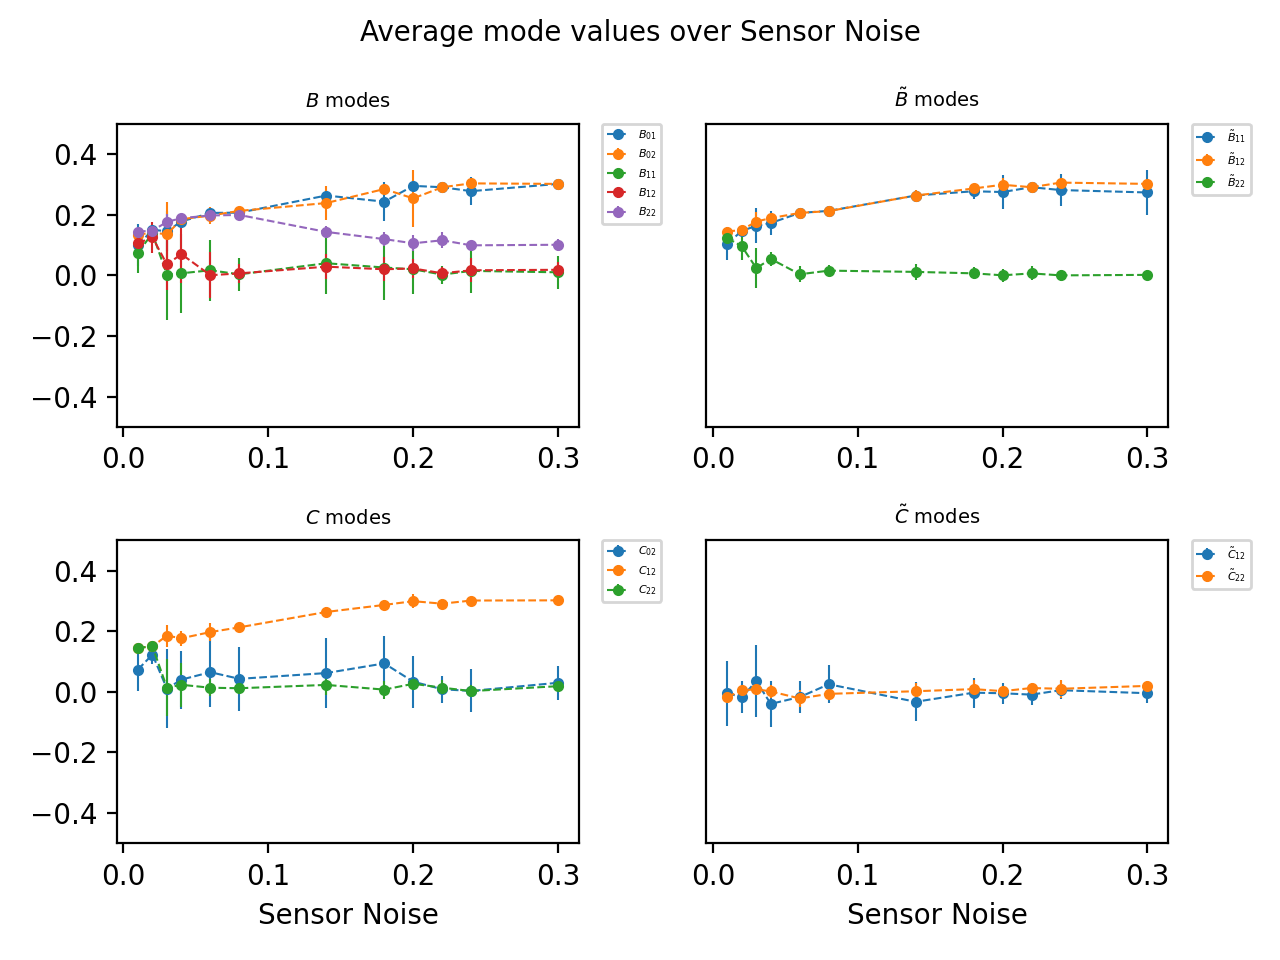 Average mode values over Sensor Noise
B modes
0.4
0.2
0.0
−0.2
−0.4
0.0 0.1 0.2 0.3
B₀₁
B₀₂
B₁₁
B₁₂
B₂₂
B̃ modes
0.0 0.1 0.2 0.3
B̃₁₁
B̃₁₂
B̃₂₂
C modes
0.4
0.2
0.0
−0.2
−0.4
0.0 0.1 0.2 0.3
Sensor Noise
C₀₂
C₁₂
C₂₂
C̃ modes
0.0 0.1 0.2 0.3
Sensor Noise
C̃₁₂
C̃₂₂